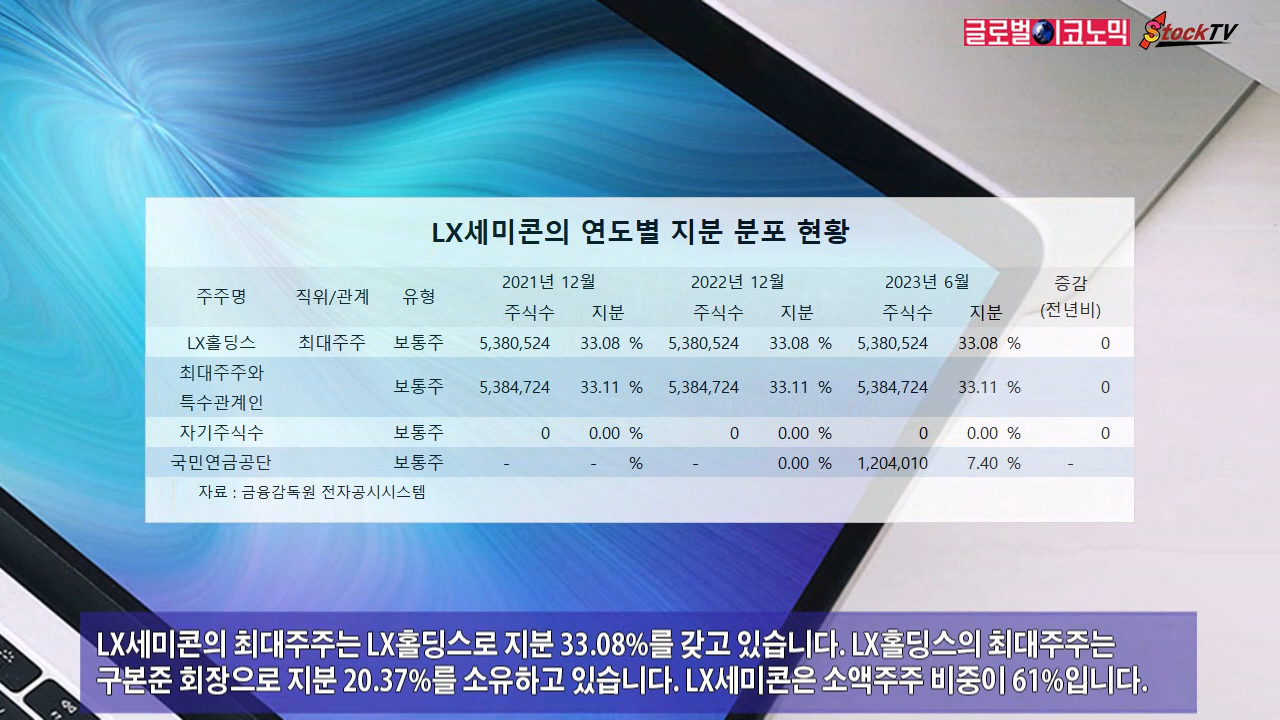 글로벌이코노믹 StockTV
LX세미콘의 연도별 지분 분포 현황
주주명 직위/관계 유형 2021년 12월 2022년 12월 2023년 6월 증감 (전년비)
주식수 지분 주식수 지분 주식수 지분
LX홀딩스 최대주주 보통주 5,380,524 33.08 % 5,380,524 33.08 % 5,380,524 33.08 % 0
최대주주와 특수관계인 보통주 5,384,724 33.11 % 5,384,724 33.11 % 5,384,724 33.11 % 0
자기주식수 보통주 0 0.00 % 0 0.00 % 0 0.00 % 0
국민연금공단 보통주 - - % - 0.00 % 1,204,010 7.40 % -
자료 : 금융감독원 전자공시시스템
LX세미콘의 최대주주는 LX홀딩스로 지분 33.08%를 갖고 있습니다. LX홀딩스의 최대주주는
구본준 회장으로 지분 20.37%를 소유하고 있습니다. LX세미콘은 소액주주 비중이 61%입니다.